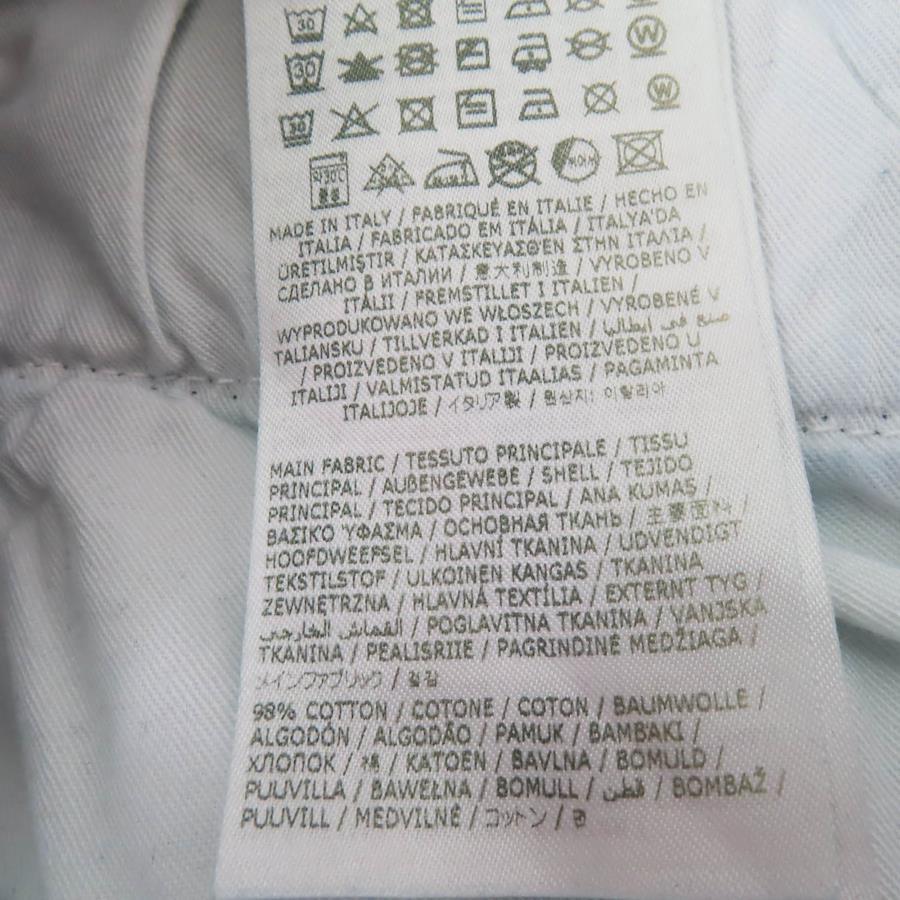 30
30 W
30 W
MADE IN ITALY / FABRIQUÉ EN ITALIE / HECHO EN
ITALIA / FABRICADO EM ITÁLIA / ITALYA'DA
ÜRETILMIŞTIR / ΚΑΤΑΣΚΕΥΑΣΘΕΝ ΣΤΗΝ ΙΤΑΛΙΑ /
СДЕЛАНО В ИТАЛИИ / 意大利制造 / VYROBENO V
ITÁLII / FREMSTILLET I ITALIEN /
WYPRODUKOWANO WE WŁOSZECH / VYROBENÉ V
TALIANSKU / TILLVERKAD I ITALIEN / صنع في ايطاليا
/ PROIZVEDENO V ITALIJI / PROIZVEDENO U
ITALIJI / VALMISTATUD ITAALIAS / PAGAMINTA
ITALIJOJE / イタリア製 / 원산지: 이탈리아
MAIN FABRIC / TESSUTO PRINCIPALE / TISSU
PRINCIPAL / AUßENGEWEBE / SHELL / TEJIDO
PRINCIPAL / TECIDO PRINCIPAL / ANA KUMAŞ /
ΒΑΣΙΚΟ ΎΦΑΣΜΑ / ОСНОВНАЯ ТКАНЬ / 主要面料 /
HOOFDWEEFSEL / HLAVNÍ TKANINA / UDVENDIGT
TEKSTILSTOF / ULKOINEN KANGAS / TKANINA
ZEWNĘTRZNA / HLAVNÁ TEXTÍLIA / EXTERNT TYG /
القماش الخارجي / POGLAVITNA TKANINA / VANJSKA
TKANINA / PEALISRIIE / PAGRINDINĖ MEDŽIAGA /
メインファブリック / 겉감
98% COTTON / COTONE / COTON / BAUMWOLLE /
ALGODÓN / ALGODÃO / PAMUK / ΒΑΜΒΆΚΙ /
ХЛОПОК / 棉 / KATOEN / BAVLNA / BOMULD /
PUUVILLA / BAWEŁNA / BOMULL / قطن / BOMBAŽ /
PUUVILL / MEDVILNĖ / コットン / 면